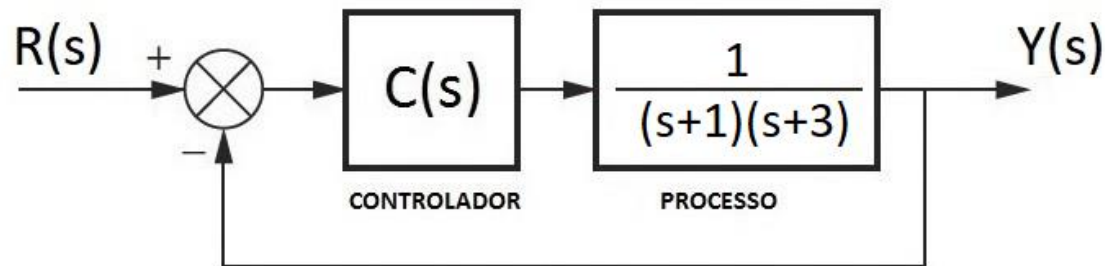 R(s)
+
−
C(s)
1
(s+1)(s+3)
Y(s)
CONTROLADOR
PROCESSO